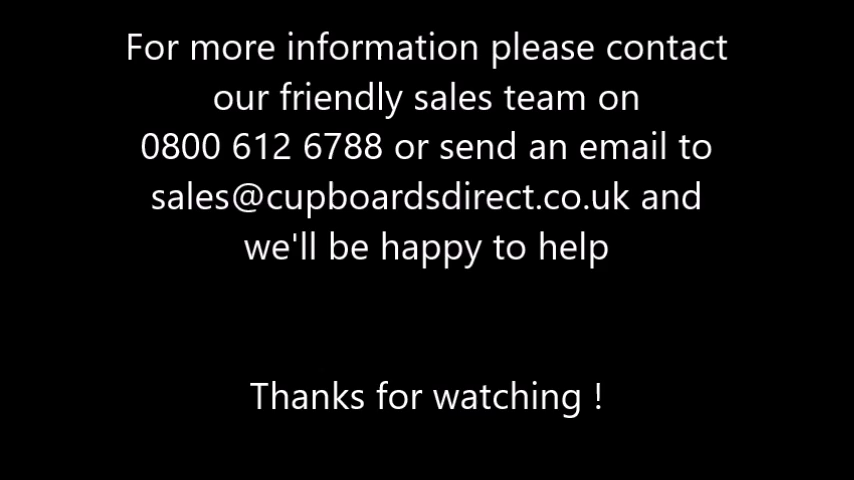 For more information please contact
our friendly sales team on
0800 612 6788 or send an email to
sales@cupboardsdirect.co.uk and
we'll be happy to help
Thanks for watching !